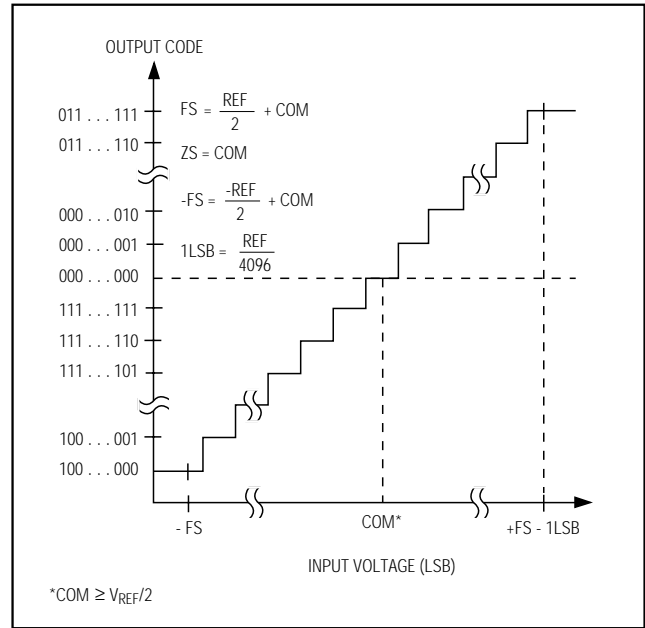 OUTPUT CODE
011 . . . 111
011 . . . 110
000 . . . 010
000 . . . 001
000 . . . 000
111 . . . 111
111 . . . 110
111 . . . 101
100 . . . 001
100 . . . 000
FS = REF/2 + COM
ZS = COM
-FS = -REF/2 + COM
1LSB = REF/4096
- FS
COM*
+FS - 1LSB
INPUT VOLTAGE (LSB)
*COM ≥ VREF/2